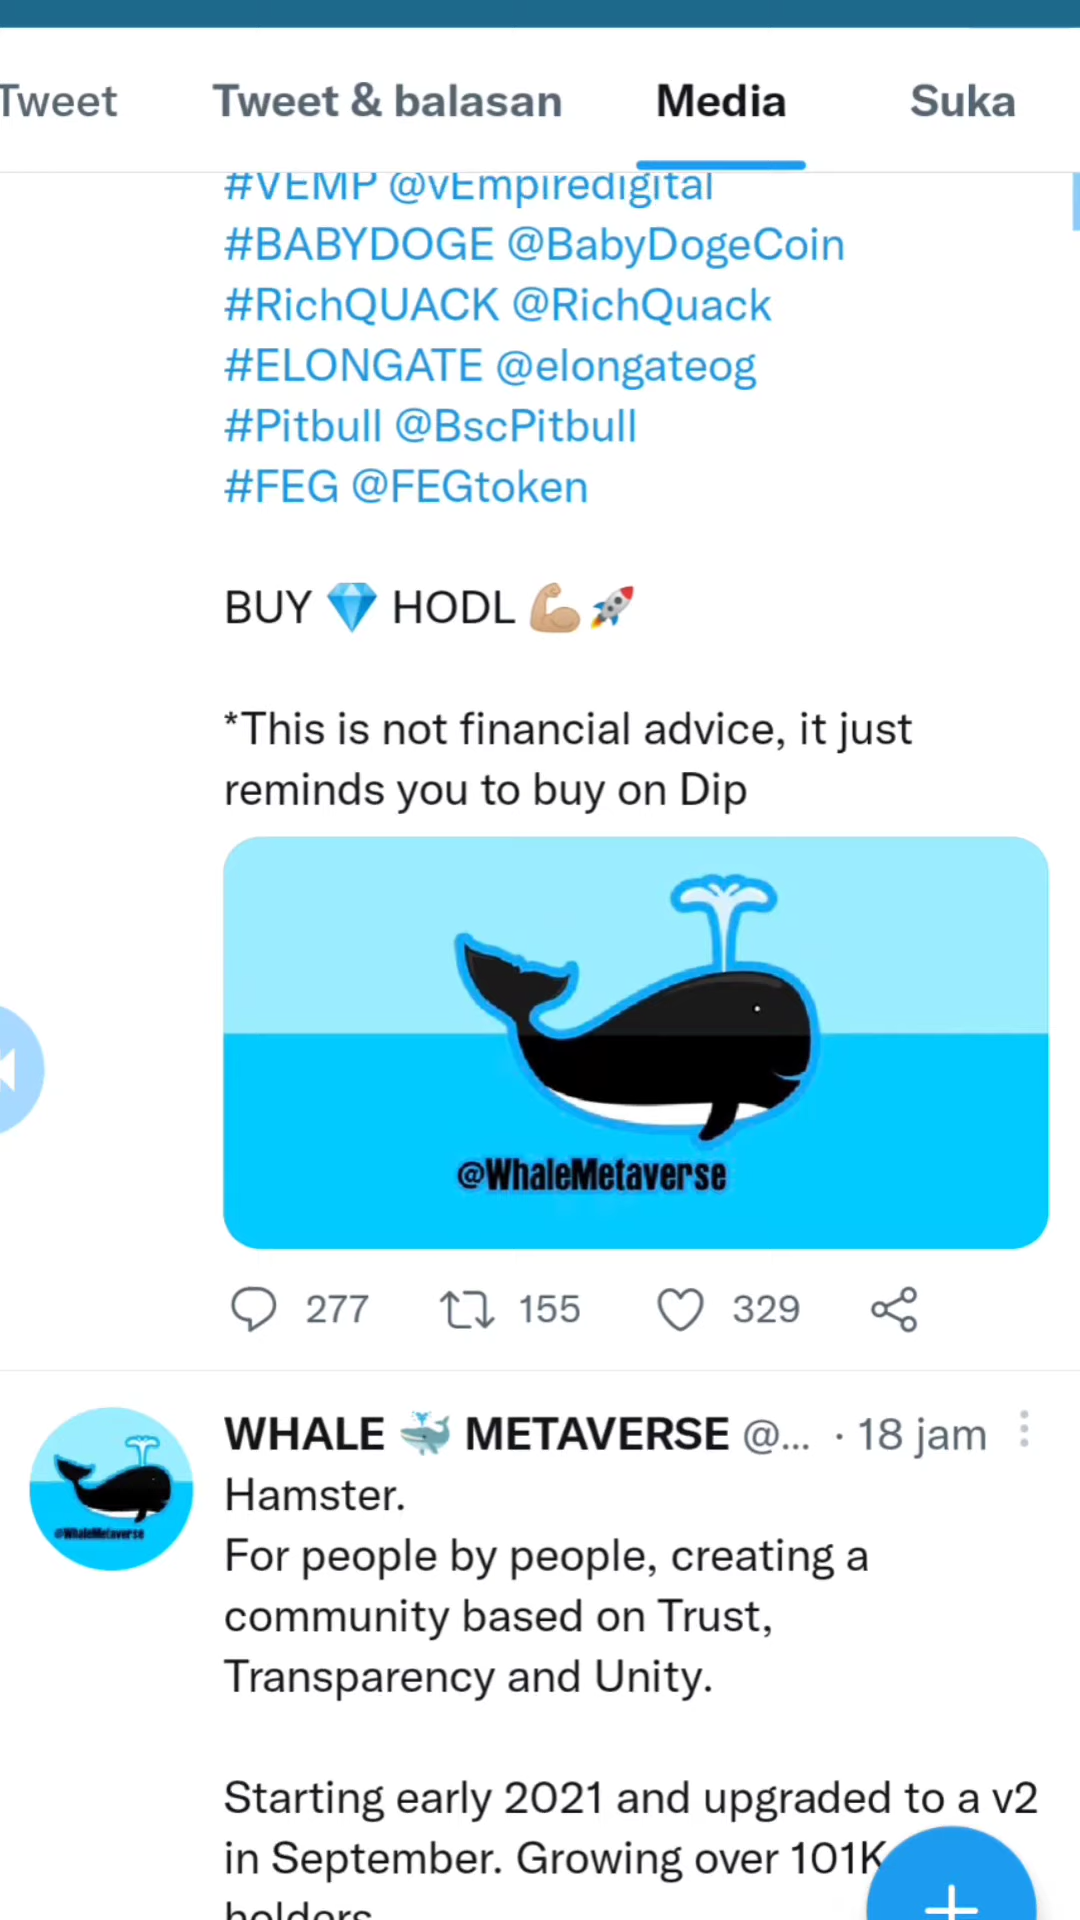 Tweet
Tweet & balasan
Media
Suka
#VEMP @vEmpiredigital
#BABYDOGE @BabyDogeCoin
#RichQUACK @RichQuack
#ELONGATE @elongateog
#Pitbull @BscPitbull
#FEG @FEGtoken
BUY 💎 HODL 💪🏼🚀
*This is not financial advice, it just
reminds you to buy on Dip
@WhaleMetaverse
277
155
329
WHALE 🐳 METAVERSE @... · 18 jam
@WhaleMetaverse
Hamster.
For people by people, creating a
community based on Trust,
Transparency and Unity.
Starting early 2021 and upgraded to a v2
in September. Growing over 101K
holders